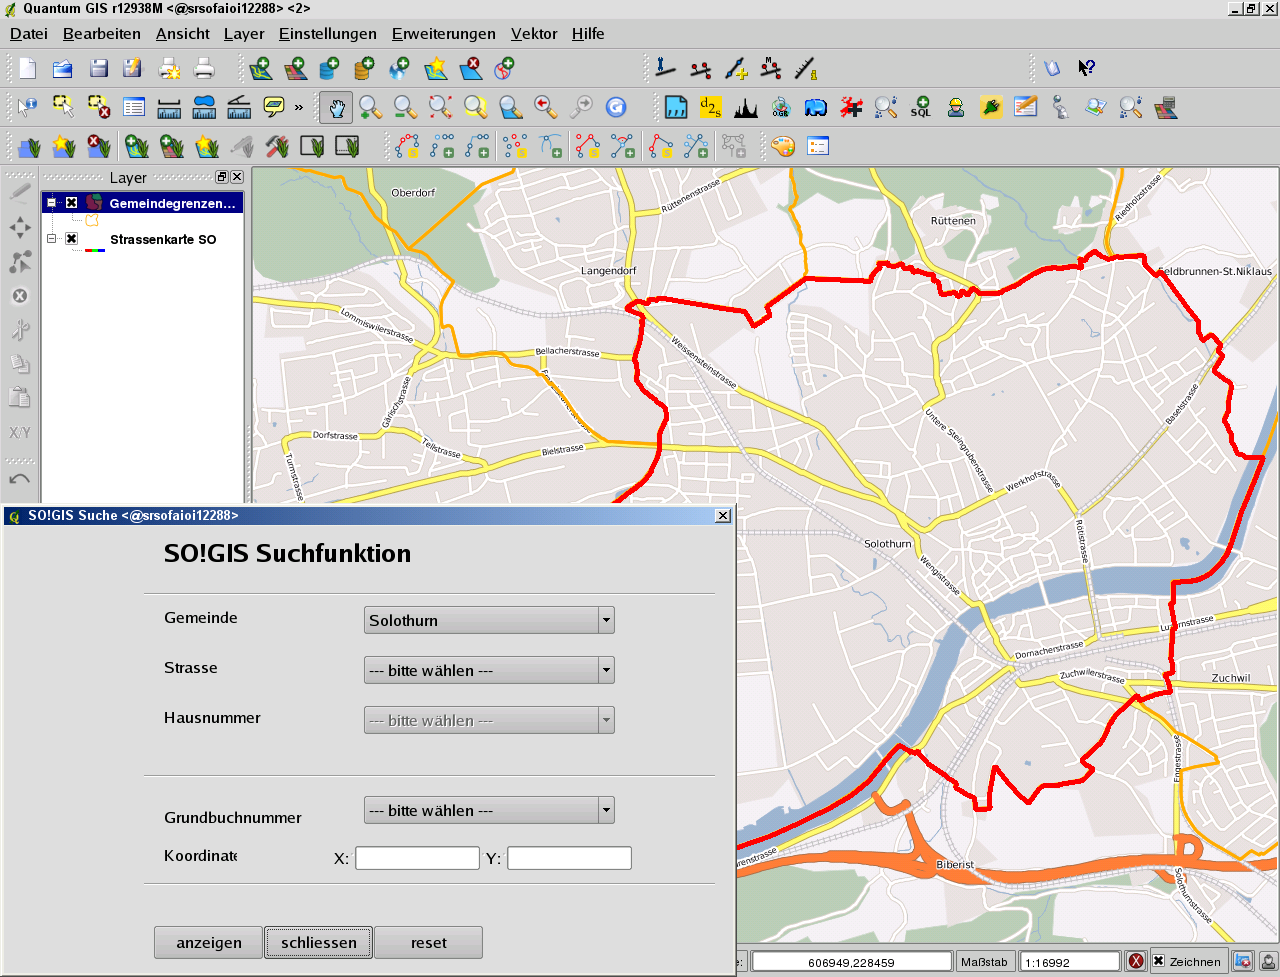 Quantum GIS r12938M <@srsofaioi12288> <2>
Datei Bearbeiten Ansicht Layer Einstellungen Erweiterungen Vektor Hilfe
SQL
X/Y
Layer
Gemeindegrenzen...
Strassenkarte SO
Oberdorf
Rüttenenstrasse
Riedholzstrasse
Rüttenen
Langendorf
Feldbrunnen-St.Niklaus
Lommiswilerstrasse
Bellacherstrasse
Weissensteinstrasse
Gärischstrasse
Baselstrasse
Dorfstrasse
Tellstrasse
Bielstrasse
Turmstrasse
Untere Steingrubenstrasse
Werkhofstrasse
Rötistrasse
Solothurn
Wengistrasse
Dornacherstrasse
Zuchwilerstrasse
Zuchwil
Engestrasse
Biberist
Solothurnstrasse
SO!GIS Suche <@srsofaioi12288>
SO!GIS Suchfunktion
Gemeinde Solothurn
Strasse --- bitte wählen ---
Hausnummer --- bitte wählen ---
Grundbuchnummer --- bitte wählen ---
Koordinate X: Y:
anzeigen schliessen reset
606949,228459 Maßstab 1:16992 Zeichnen